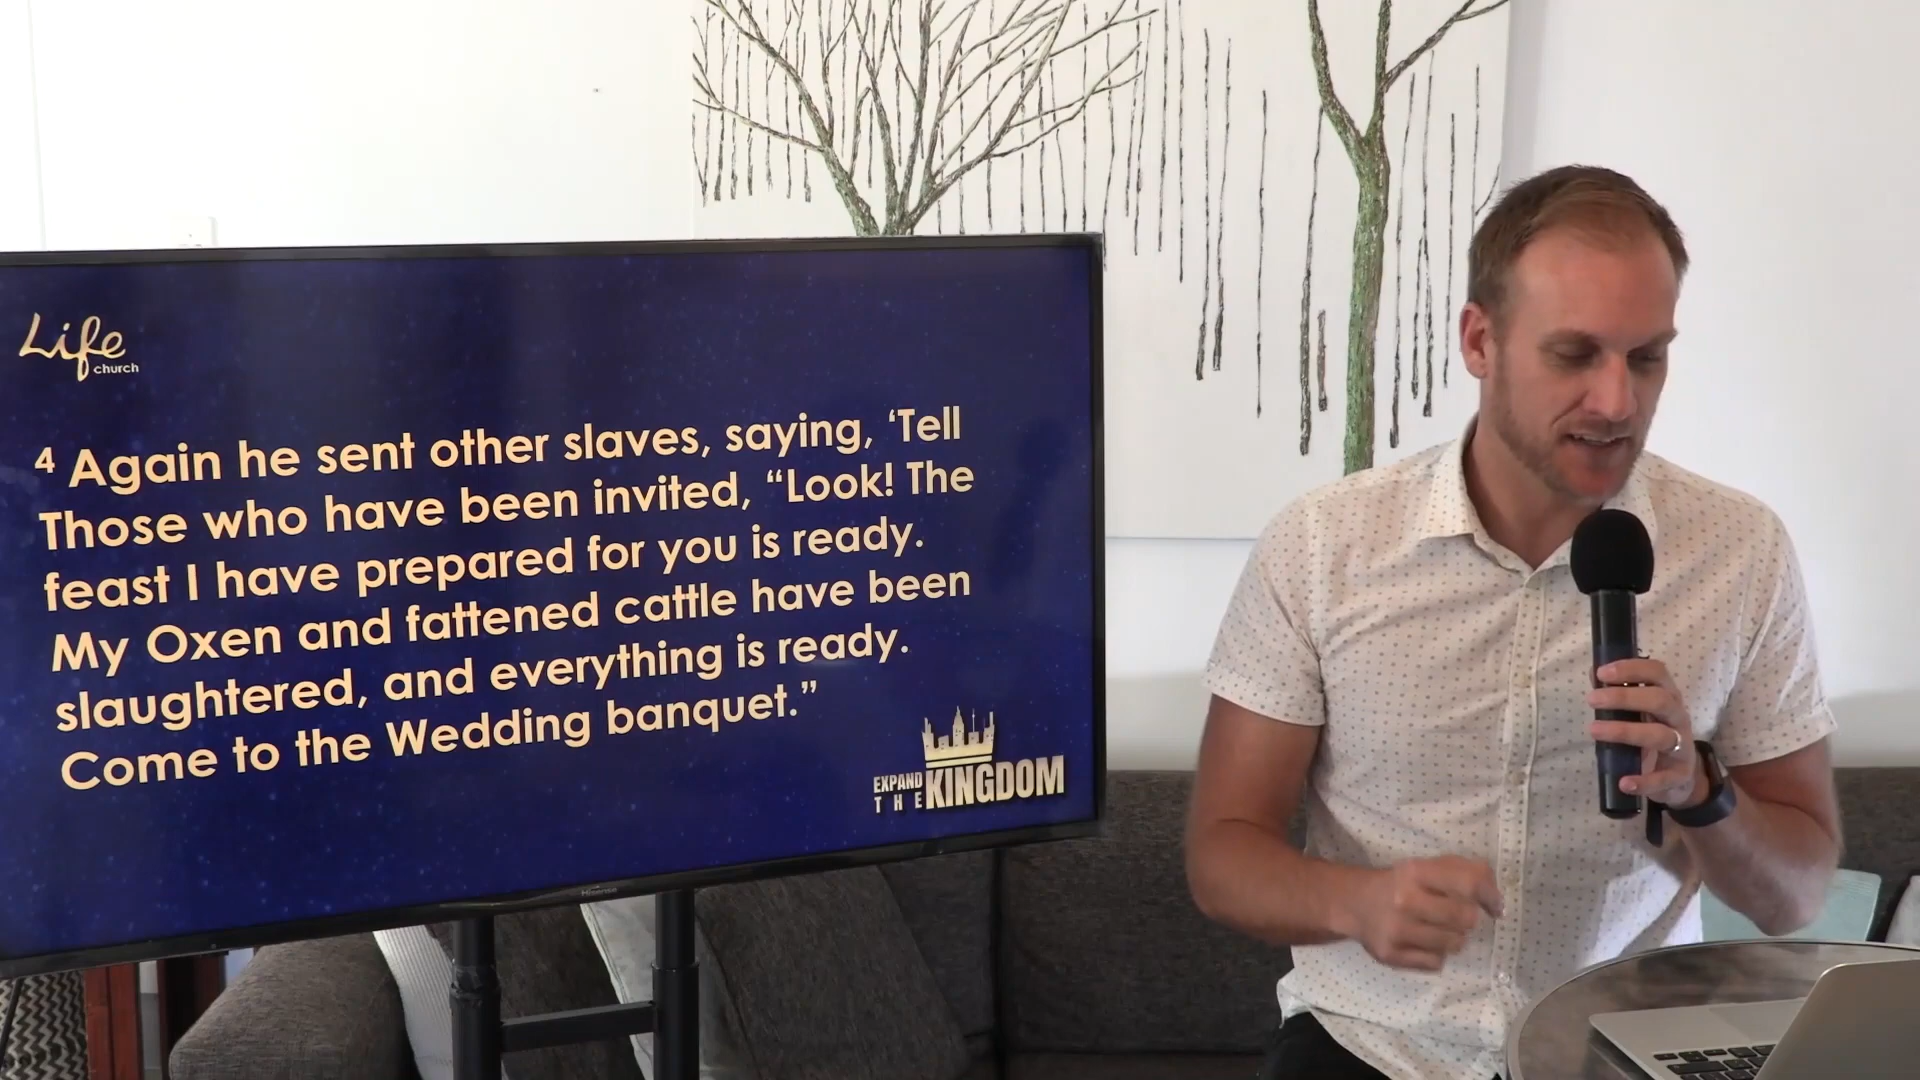 Life
church
4 Again he sent other slaves, saying, ‘Tell
Those who have been invited, “Look! The
feast I have prepared for you is ready.
My Oxen and fattened cattle have been
slaughtered, and everything is ready.
Come to the Wedding banquet.”
EXPAND
THE KINGDOM
Hisense